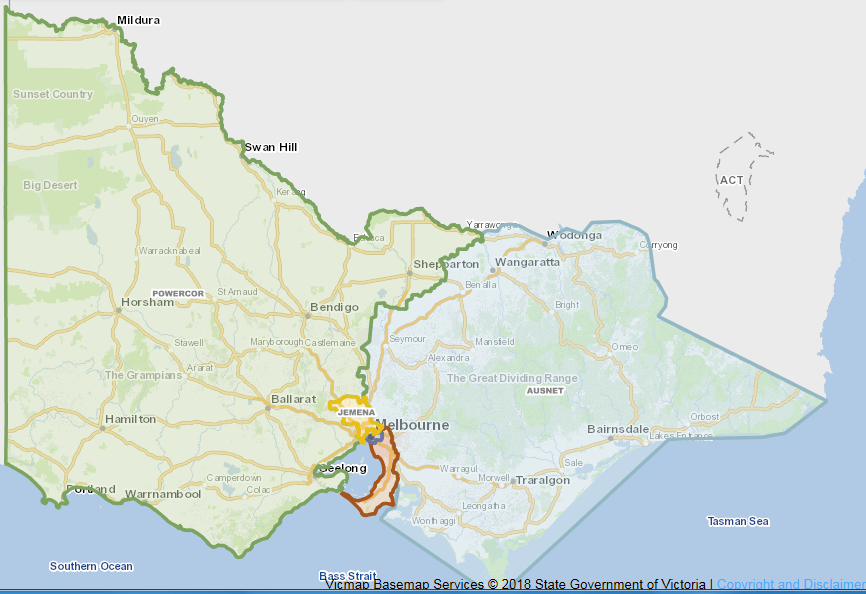 Mildura
Sunset Country
Ouyen
Swan Hill
ACT
Big Desert
Kerang
Yarrawonga
Wodonga
Echuca
Corryong
Warracknabeal
Shepparton
Wangaratta
Benalla
POWERCOR
St Arnaud
Horsham
Bendigo
Bright
Stawell
Maryborough
Castlemaine
Seymour
Mansfield
Omeo
Alexandra
The Grampians
Ararat
The Great Dividing Range
AUSNET
Ballarat
JEMENA
Hamilton
Melbourne
Orbost
Bairnsdale
Lakes Entrance
Geelong
Warragul
Sale
Camperdown
Morwell
Traralgon
Portland
Warrnambool
Colac
Leongatha
Wonthaggi
Tasman Sea
Southern Ocean
Bass Strait
Vicmap Basemap Services © 2018 State Government of Victoria | Copyright and Disclaimer